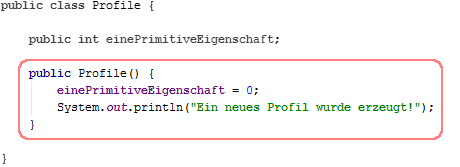 public class Profile {
public int einePrimitiveEigenschaft;
public Profile() {
einePrimitiveEigenschaft = 0;
System.out.println("Ein neues Profil wurde erzeugt!");
}
}